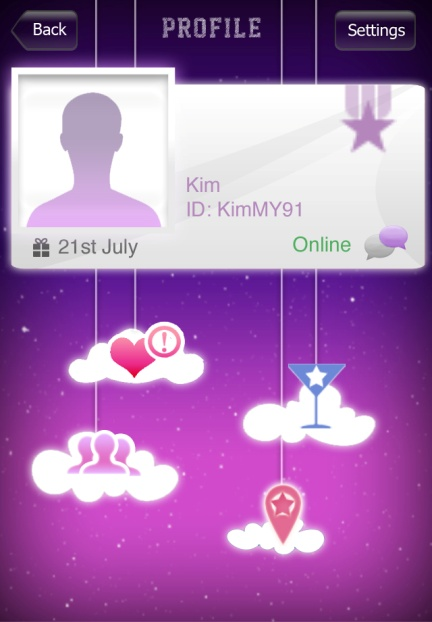 Back
PROFILE
Settings
Kim
ID: KimMY91
21st July
Online